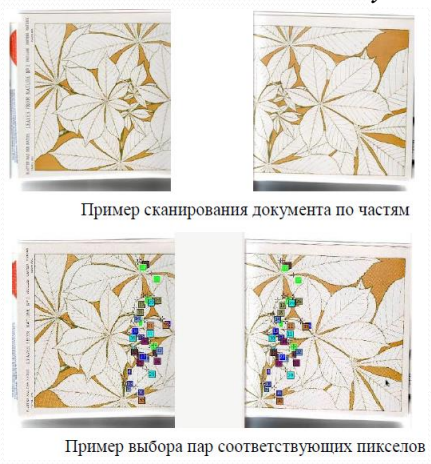 Пример сканирования документа по частям
Пример выбора пар соответствующих пикселов